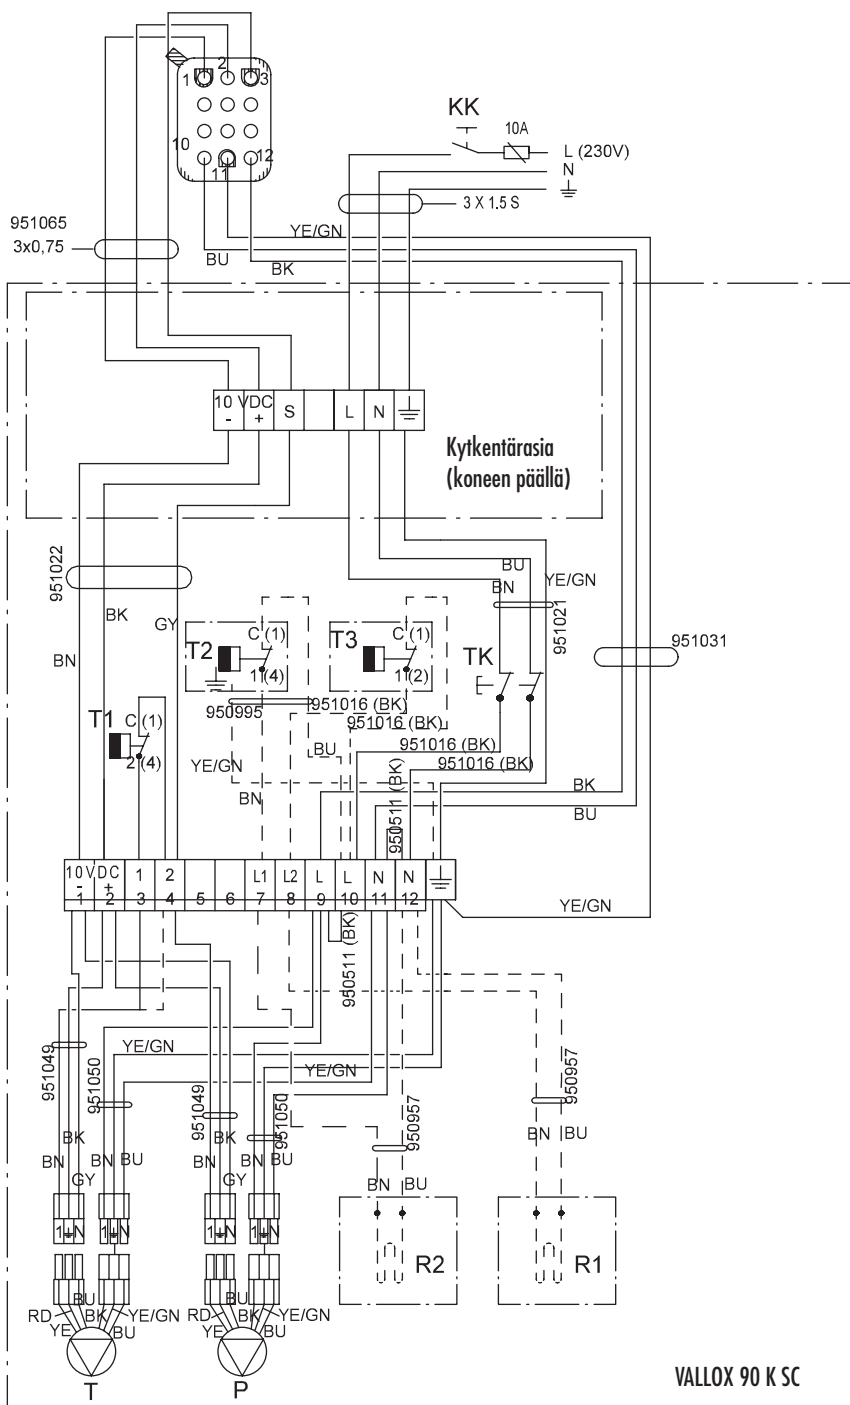 2
1
3
KK
10A
L (230V)
N
10
12
11
3 X 1.5 S
951065
3x0,75
YE/GN
BU
BK
10 VDC
-
+
S
L
N
Kytkentärasia
(koneen päällä)
951022
BU
YE/GN
BN
BK
GY
951021
C (1)
C (1)
T2
T3
TK
951031
1 (4)
1 (2)
BN
950995
951016 (BK)
951016 (BK)
T1
C (1)
BU
951016 (BK)
2 (4)
YE/GN
951016 (BK)
BN
950511 (BK)
BK
BU
10 VDC
1
2
L1
L2
L
L
N
N
-
+
1
2
3
4
5
6
7
8
9
10
11
12
YE/GN
950511 (BK)
YE/GN
YE/GN
951049
951050
951049
951050
950957
950957
BK
BK
BN
BU
BN
BN
BU
BN
BN
BU
GY
GY
BN
BU
1
N
1
N
1
N
1
N
R2
R1
BU
BU
RD
BK
YE/GN
RD
BK
YE/GN
YE
BU
YE
BU
T
P
VALLOX 90 K SC